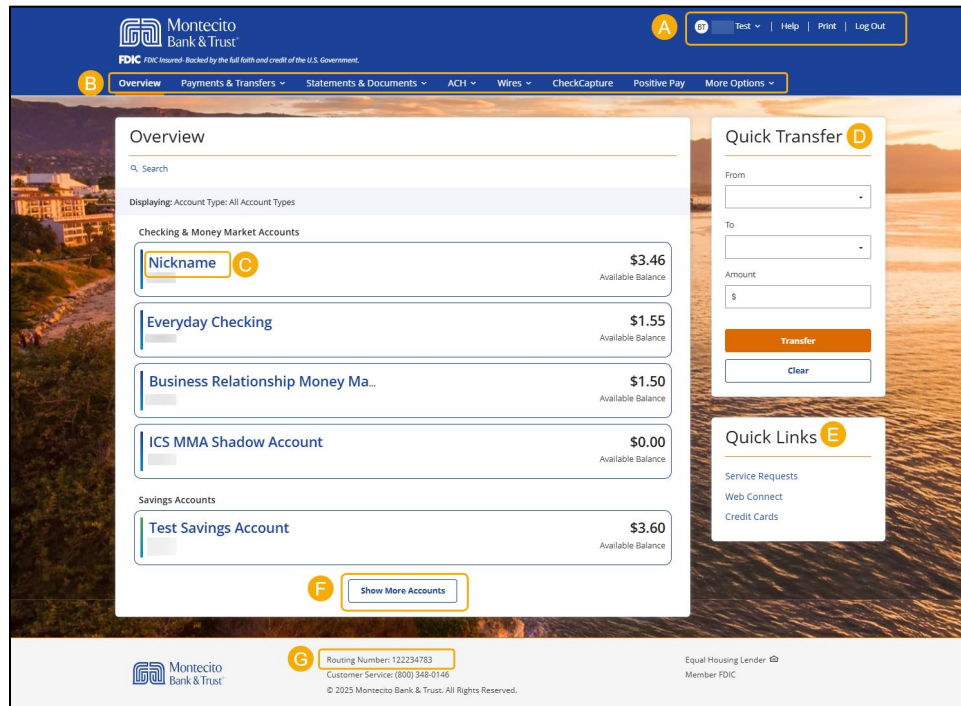 Montecito
Bank & Trust
A
BT Test | Help | Print | Log Out
FDIC FDIC Insured- Backed by the full faith and credit of the U.S. Government.
B
Overview Payments & Transfers Statements & Documents ACH Wires CheckCapture Positive Pay More Options
Overview
Search
Displaying: Account Type: All Account Types
Checking & Money Market Accounts
Nickname C $3.46
Available Balance
Everyday Checking $1.55
Available Balance
Business Relationship Money Ma... $1.50
Available Balance
ICS MMA Shadow Account $0.00
Available Balance
Savings Accounts
Test Savings Account $3.60
Available Balance
F Show More Accounts
Quick Transfer D
From
To
Amount
$
Transfer
Clear
Quick Links E
Service Requests
Web Connect
Credit Cards
Montecito
Bank & Trust
G Routing Number: 122234783
Customer Service: (800) 348-0146
© 2025 Montecito Bank & Trust. All Rights Reserved.
Equal Housing Lender
Member FDIC